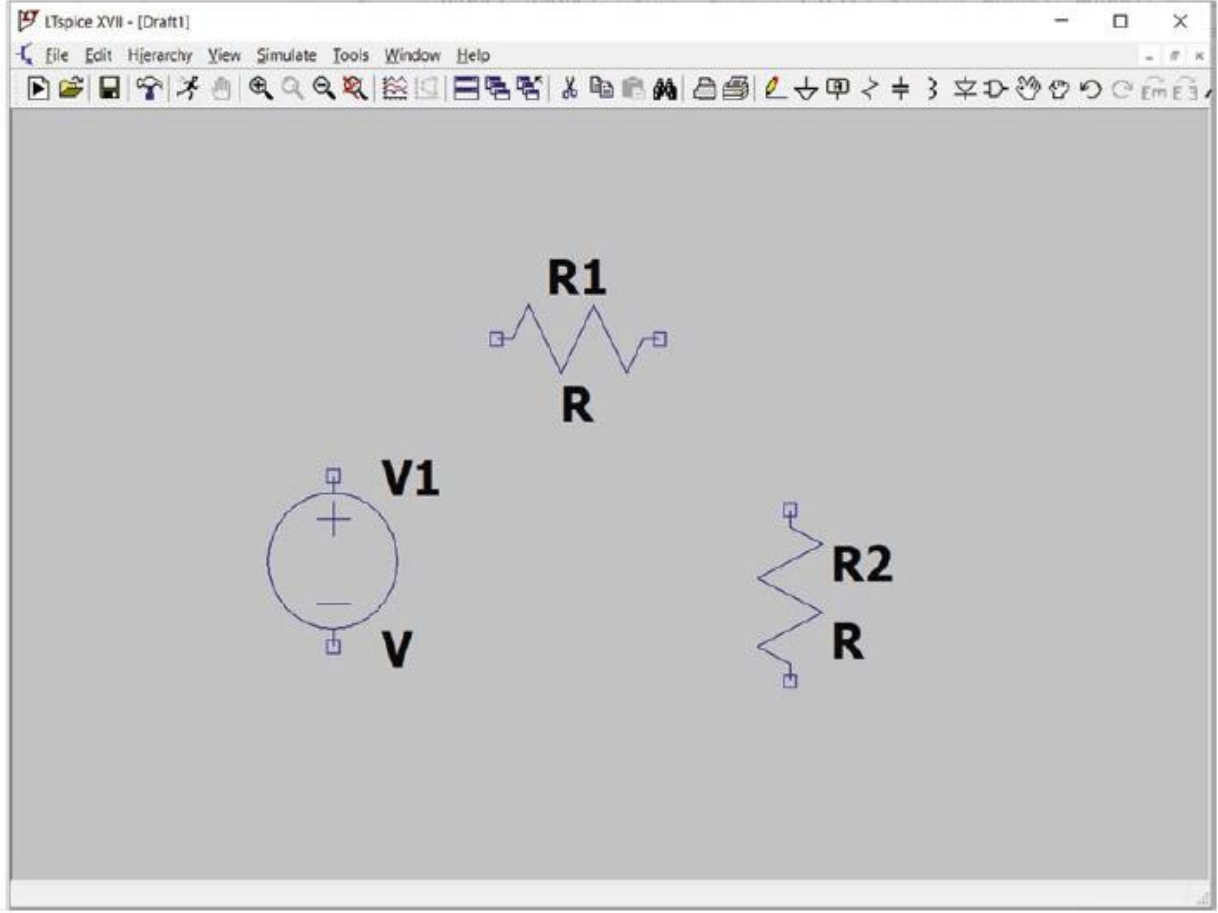 LTspice XVII - [Draft1]
File Edit Hierarchy View Simulate Tools Window Help
R1
R
V1
V
R2
R